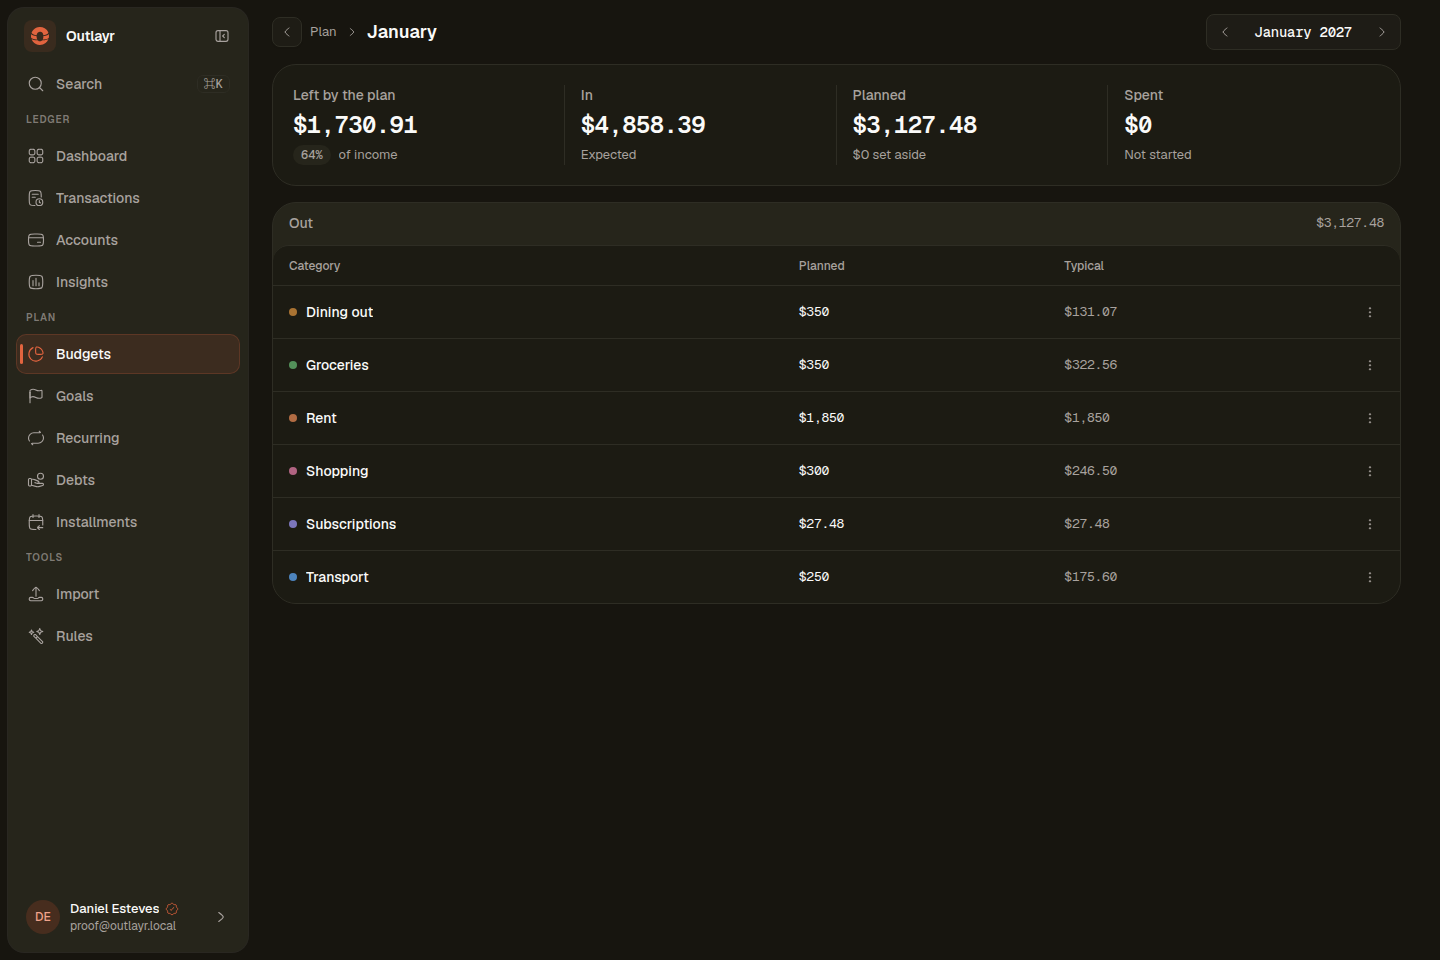 Outlayr
Search ⌘K
LEDGER
Dashboard
Transactions
Accounts
Insights
PLAN
Budgets
Goals
Recurring
Debts
Installments
TOOLS
Import
Rules
DE
Daniel Esteves
proof@outlayr.local
Plan January
January 2027
Left by the plan
$1,730.91
64% of income
In
$4,858.39
Expected
Planned
$3,127.48
$0 set aside
Spent
$0
Not started
Out $3,127.48
Category Planned Typical
Dining out $350 $131.07
Groceries $350 $322.56
Rent $1,850 $1,850
Shopping $300 $246.50
Subscriptions $27.48 $27.48
Transport $250 $175.60